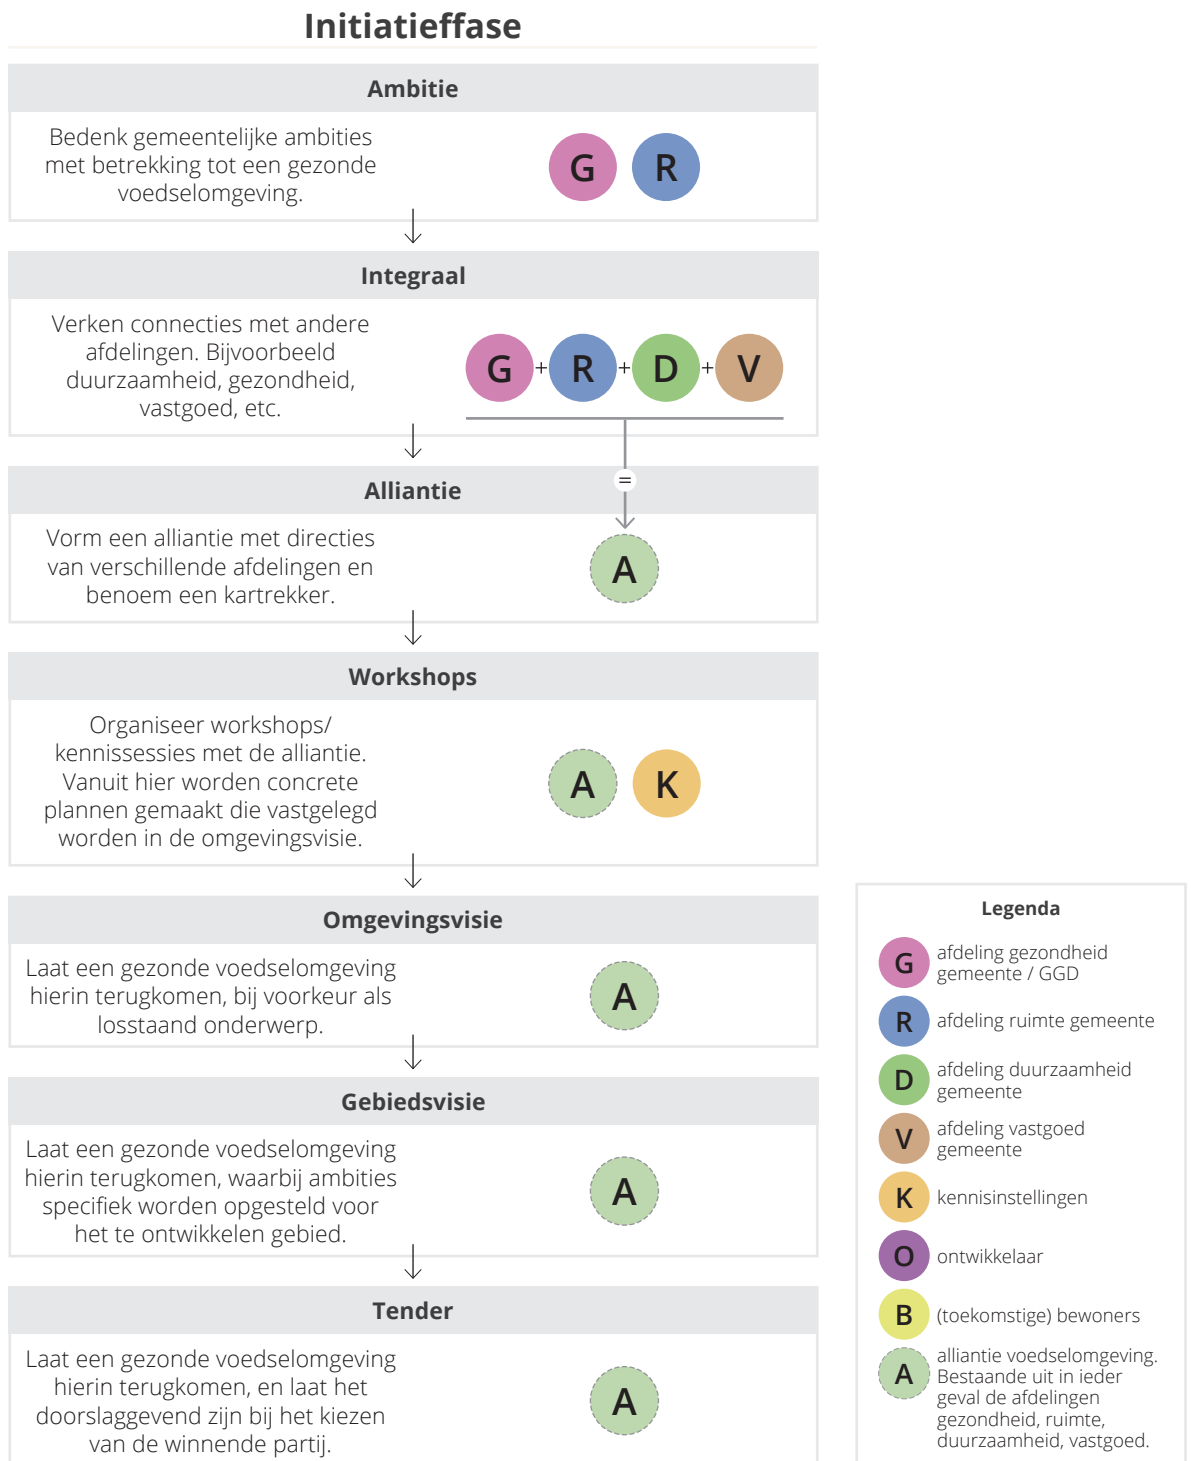 Initiatieffase
Ambitie
Bedenk gemeentelijke ambities
met betrekking tot een gezonde
voedselomgeving.
G R
Integraal
Verken connecties met andere
afdelingen. Bijvoorbeeld
duurzaamheid, gezondheid,
vastgoed, etc.
G + R + D + V
=
Alliantie
Vorm een alliantie met directies
van verschillende afdelingen en
benoem een kartrekker.
A
Workshops
Organiseer workshops/
kennissessies met de alliantie.
Vanuit hier worden concrete
plannen gemaakt die vastgelegd
worden in de omgevingsvisie.
A K
Omgevingsvisie
Laat een gezonde voedselomgeving
hierin terugkomen, bij voorkeur als
losstaand onderwerp.
A
Gebiedsvisie
Laat een gezonde voedselomgeving
hierin terugkomen, waarbij ambities
specifiek worden opgesteld voor
het te ontwikkelen gebied.
A
Tender
Laat een gezonde voedselomgeving
hierin terugkomen, en laat het
doorslaggevend zijn bij het kiezen
van de winnende partij.
A
Legenda
G afdeling gezondheid
gemeente / GGD
R afdeling ruimte gemeente
D afdeling duurzaamheid
gemeente
V afdeling vastgoed
gemeente
K kennisinstellingen
O ontwikkelaar
B (toekomstige) bewoners
A alliantie voedselomgeving.
Bestaande uit in ieder
geval de afdelingen
gezondheid, ruimte,
duurzaamheid, vastgoed.